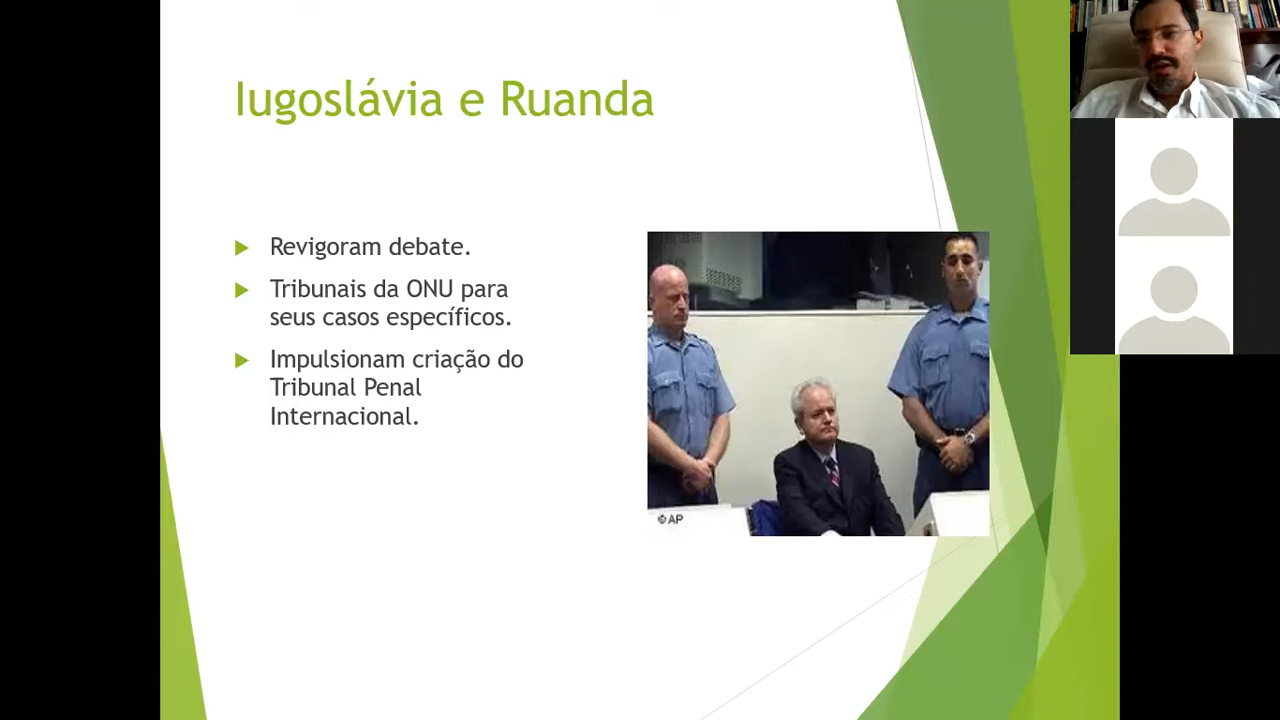 Iugoslávia e Ruanda
Revigoram debate.
Tribunais da ONU para
seus casos específicos.
Impulsionam criação do
Tribunal Penal
Internacional.
© AP